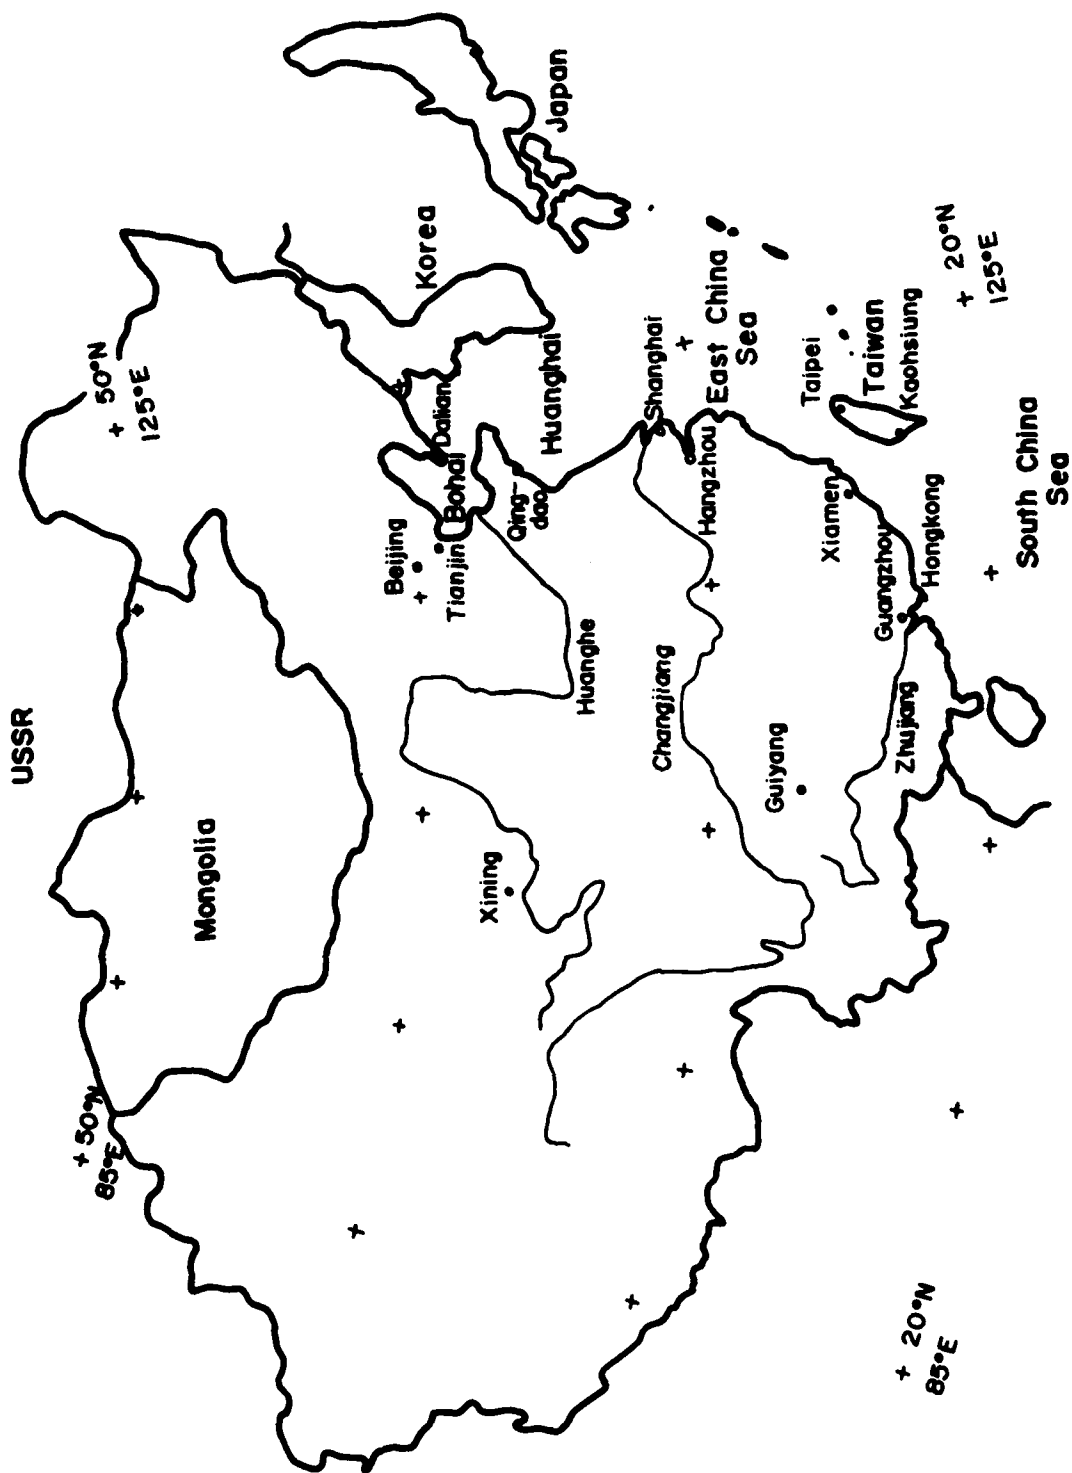 USSR
50°N
85°E
50°N
125°E
Mongolia
Japan
Korea
Beijing
Tianjin
Bohai
Dalian
Huanghai
Qing-
dao
Xining
Huanghe
Shanghai
Hangzhou
East China
Sea
Changjiang
Guiyang
Taipei
Taiwan
Kaohsiung
Xiamen
Guangzhou
Hongkong
Zhujiang
20°N
85°E
20°N
125°E
South China
Sea